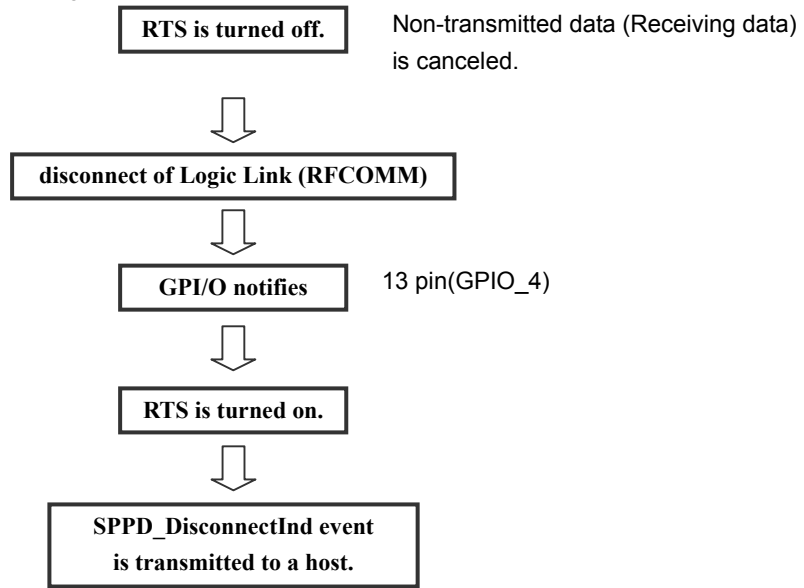 RTS is turned off.
Non-transmitted data (Receiving data)
is canceled.
disconnect of Logic Link (RFCOMM)
GPI/O notifies
13 pin(GPIO_4)
RTS is turned on.
SPPD_DisconnectInd event
is transmitted to a host.